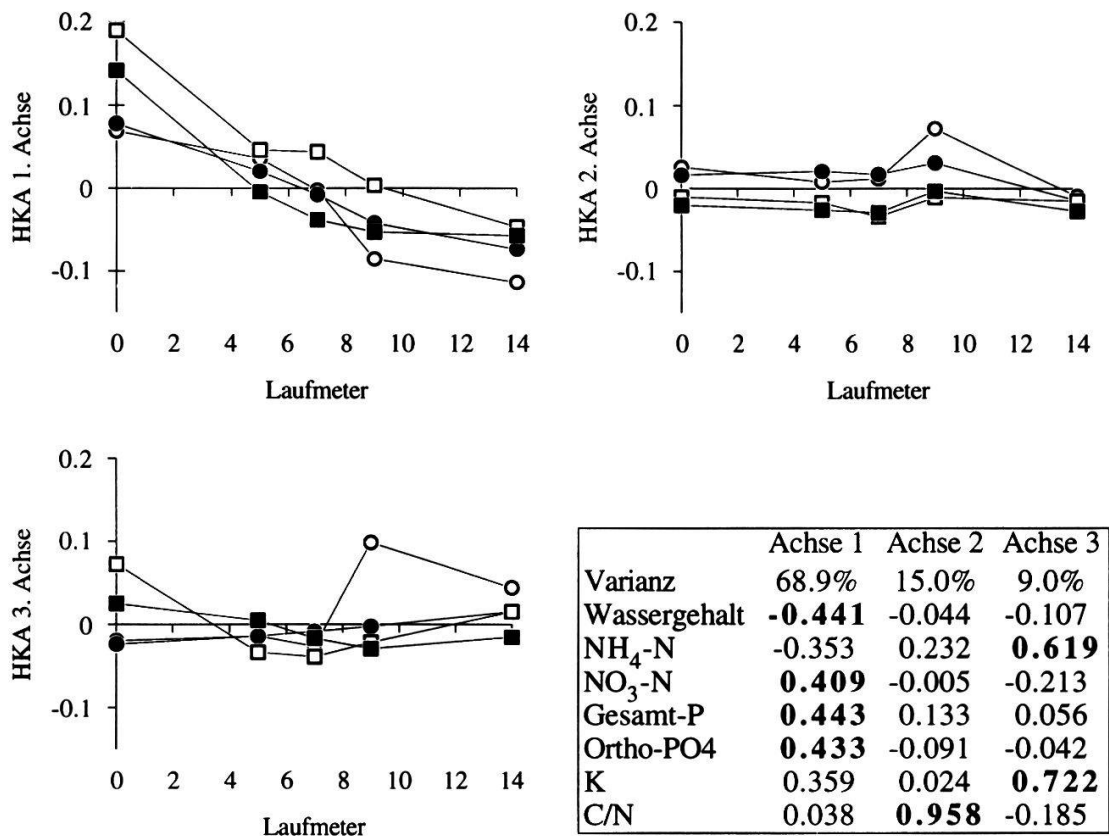 0.2
0.1
0
-0.1
HKA 1. Achse
0 2 4 6 8 10 12 14
Laufmeter
0.2
0.1
0
-0.1
HKA 2. Achse
0 2 4 6 8 10 12 14
Laufmeter
0.2
0.1
0
-0.1
HKA 3. Achse
0 2 4 6 8 10 12 14
Laufmeter
Achse 1 Achse 2 Achse 3
Varianz 68.9% 15.0% 9.0%
Wassergehalt -0.441 -0.044 -0.107
NH₄-N -0.353 0.232 0.619
NO₃-N 0.409 -0.005 -0.213
Gesamt-P 0.443 0.133 0.056
Ortho-PO4 0.433 -0.091 -0.042
K 0.359 0.024 0.722
C/N 0.038 0.958 -0.185